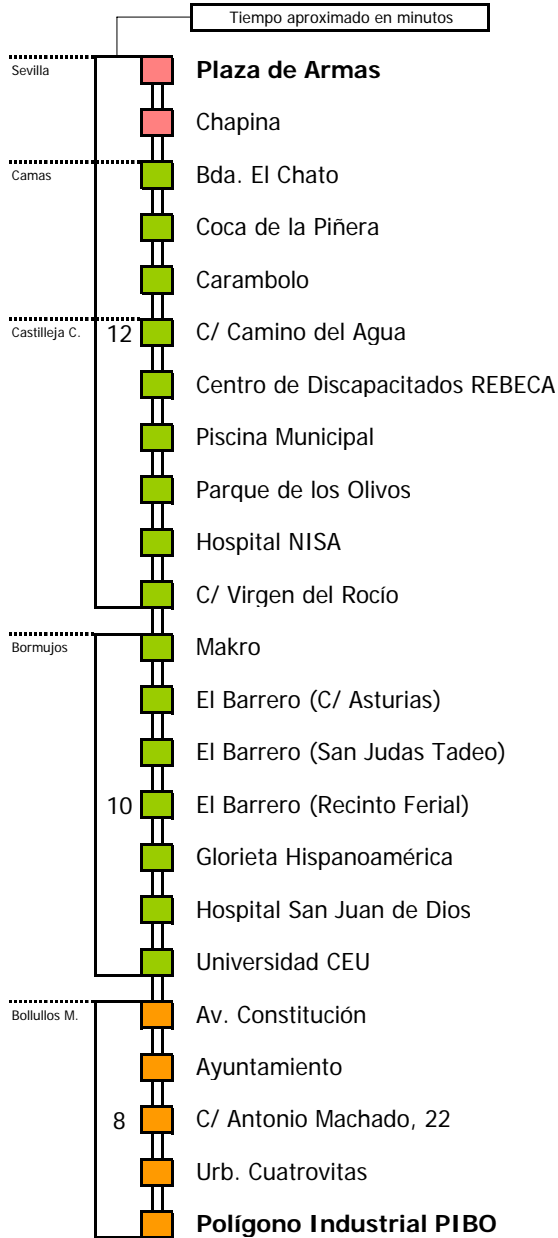 Tiempo aproximado en minutos
Sevilla
Plaza de Armas
Chapina
Camas
Bda. El Chato
Coca de la Piñera
Carambolo
Castilleja C.
12
C/ Camino del Agua
Centro de Discapacitados REBECA
Piscina Municipal
Parque de los Olivos
Hospital NISA
C/ Virgen del Rocío
Bormujos
Makro
El Barrero (C/ Asturias)
El Barrero (San Judas Tadeo)
10
El Barrero (Recinto Ferial)
Glorieta Hispanoamérica
Hospital San Juan de Dios
Universidad CEU
Bollullos M.
Av. Constitución
Ayuntamiento
8
C/ Antonio Machado, 22
Urb. Cuatrovitas
Polígono Industrial PIBO